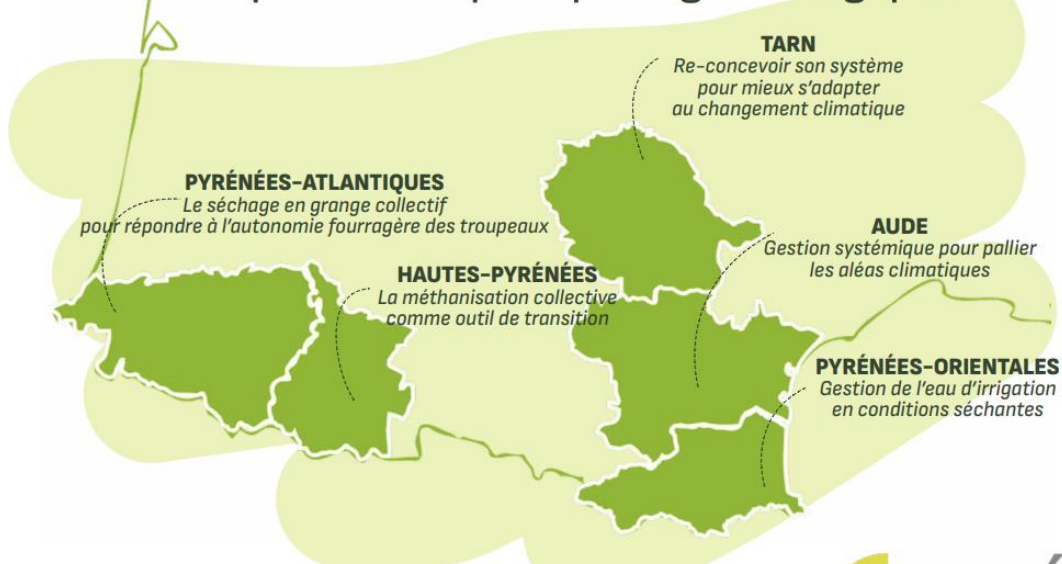 TARN
Re-concevoir son système
pour mieux s'adapter
au changement climatique
PYRÉNÉES-ATLANTIQUES
Le séchage en grange collectif
pour répondre à l'autonomie fourragère des troupeaux
AUDE
Gestion systémique pour pallier
les aléas climatiques
HAUTES-PYRÉNÉES
La méthanisation collective
comme outil de transition
PYRÉNÉES-ORIENTALES
Gestion de l'eau d'irrigation
en conditions séchantes